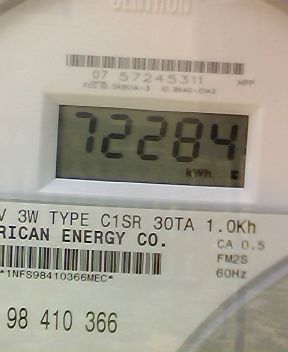 CENTRON
07 57245311
72284
kWh
V 3W TYPE C1SR 30TA 1.0Kh
RICAN ENERGY CO.
CA 0.5
FM2S
*1NFS98410366MEC*
60Hz
98 410 366